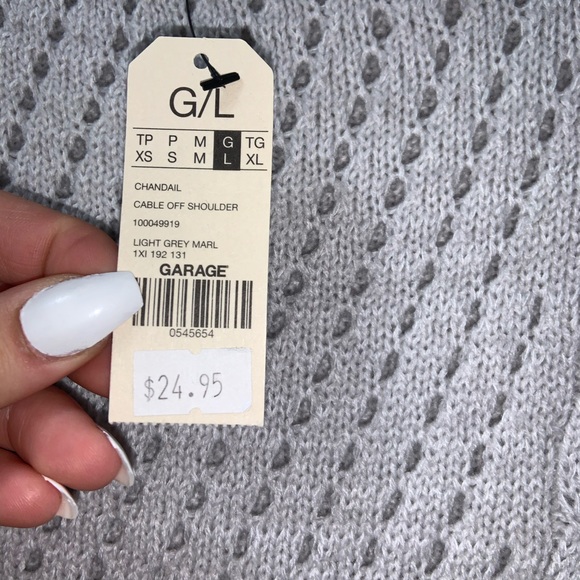 G/L
TP P M G TG
XS S M L XL
CHANDAIL
CABLE OFF SHOULDER
100049919
LIGHT GREY MARL
1XI 192 131
GARAGE
0545654
$24.95